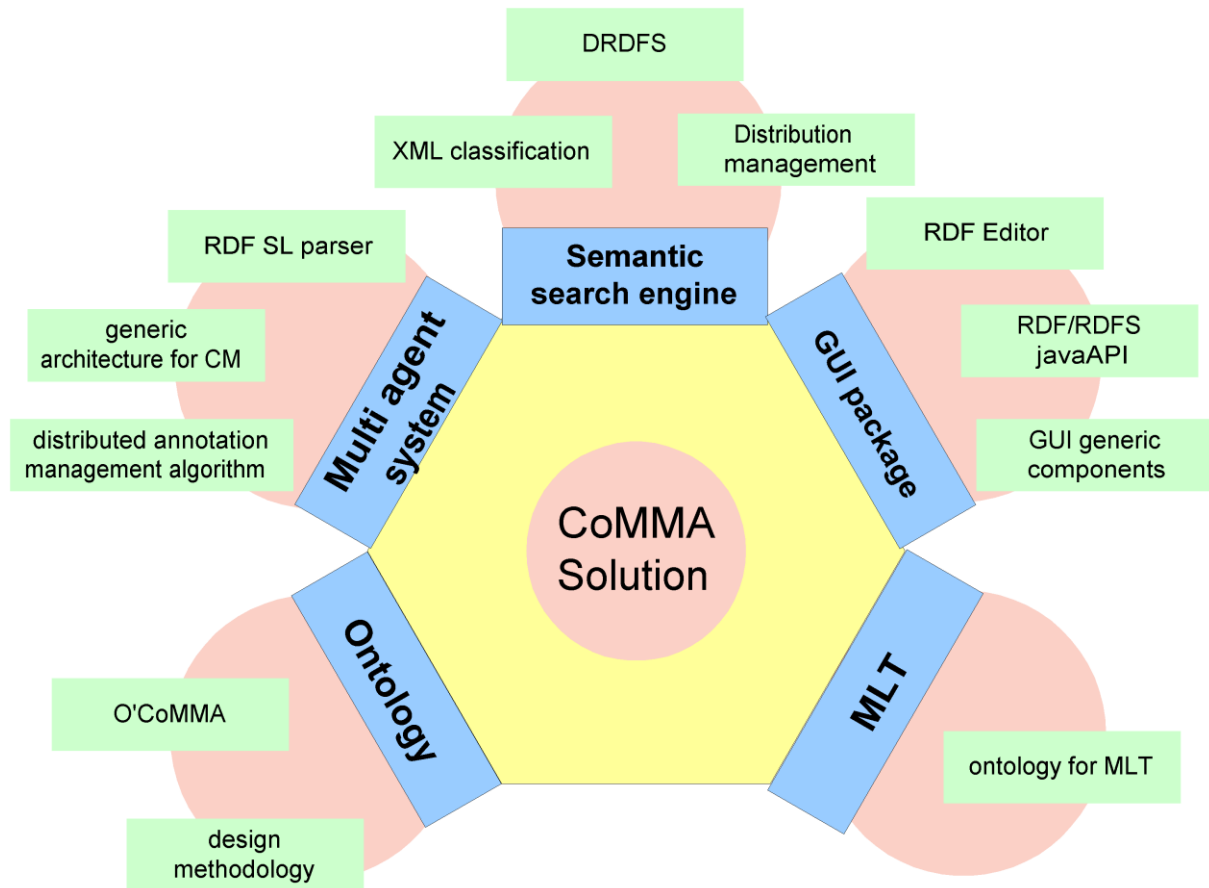 DRDFS
XML classification
Distribution
management
Semantic
search engine
RDF SL parser
generic
architecture for CM
distributed annotation
management algorithm
Multi agent
system
RDF Editor
RDF/RDFS
javaAPI
GUI generic
components
GUI package
CoMMA
Solution
Ontology
O'CoMMA
design
methodology
MLT
ontology for MLT